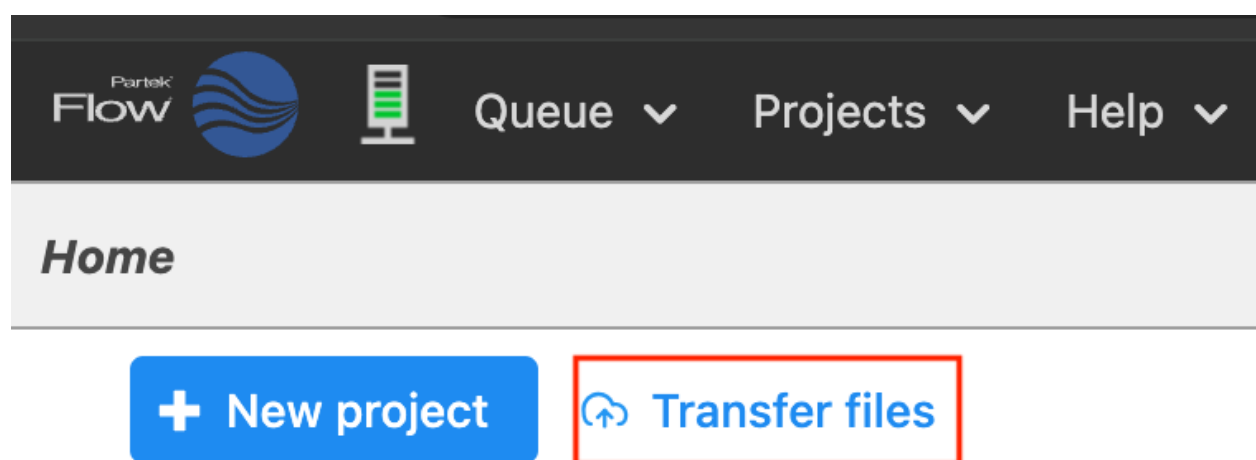 Partek
Flow
Queue Projects Help
Home
+ New project
Transfer files